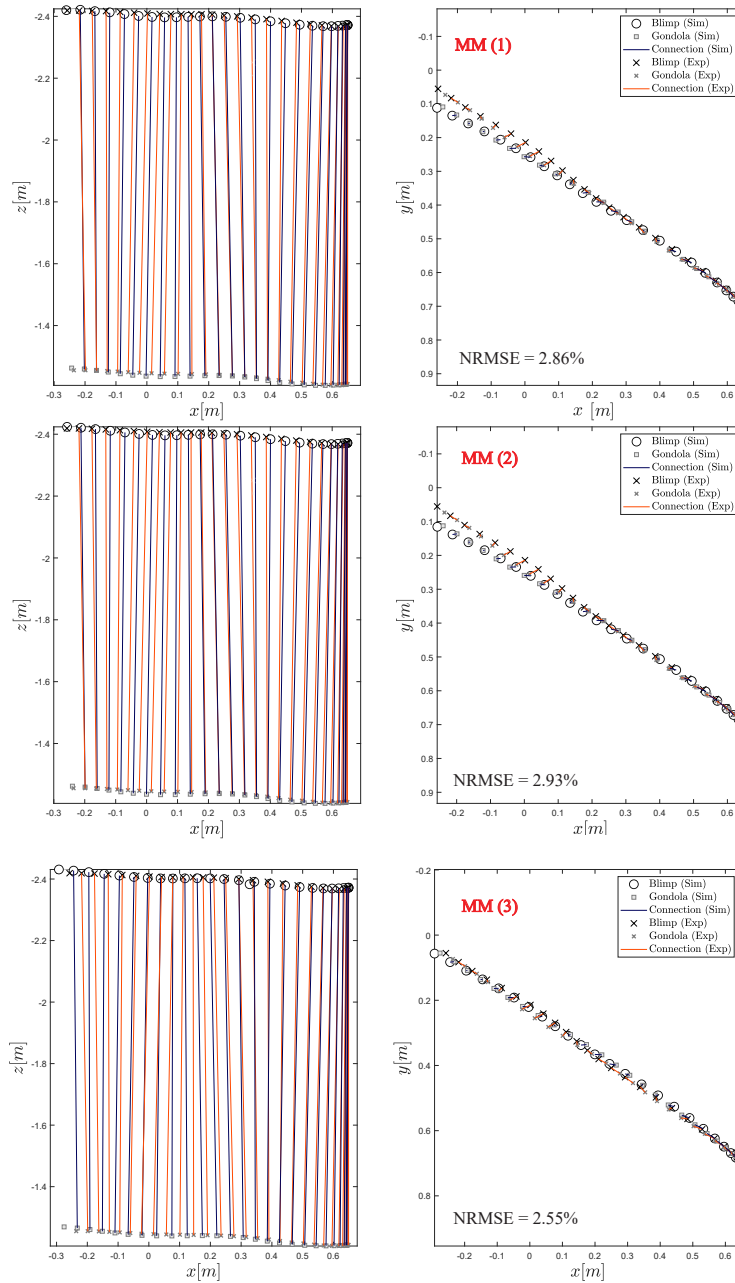 -2.4
-2.2
-2
-1.8
-1.6
-1.4
z[m]
-0.3 -0.2 -0.1 0 0.1 0.2 0.3 0.4 0.5 0.6
x[m]
MM (1)
Blimp (Sim)
Gondola (Sim)
Connection (Sim)
Blimp (Exp)
Gondola (Exp)
Connection (Exp)
-0.1
0
0.1
0.2
0.3
0.4
0.5
0.6
0.7
0.8
0.9
y[m]
NRMSE = 2.86%
-0.2 -0.1 0 0.1 0.2 0.3 0.4 0.5 0.6
x [m]
-2.4
-2.2
-2
-1.8
-1.6
-1.4
z[m]
-0.3 -0.2 -0.1 0 0.1 0.2 0.3 0.4 0.5 0.6
x[m]
MM (2)
Blimp (Sim)
Gondola (Sim)
Connection (Sim)
Blimp (Exp)
Gondola (Exp)
Connection (Exp)
-0.1
0
0.1
0.2
0.3
0.4
0.5
0.6
0.7
0.8
0.9
y[m]
NRMSE = 2.93%
-0.2 -0.1 0 0.1 0.2 0.3 0.4 0.5 0.6
x[m]
-2.4
-2.2
-2
-1.8
-1.6
-1.4
z[m]
-0.3 -0.2 -0.1 0 0.1 0.2 0.3 0.4 0.5 0.6
x[m]
MM (3)
Blimp (Sim)
Gondola (Sim)
Connection (Sim)
Blimp (Exp)
Gondola (Exp)
Connection (Exp)
-0.2
0
0.2
0.4
0.6
0.8
y[m]
NRMSE = 2.55%
-0.2 -0.1 0 0.1 0.2 0.3 0.4 0.5 0.6
x[m]